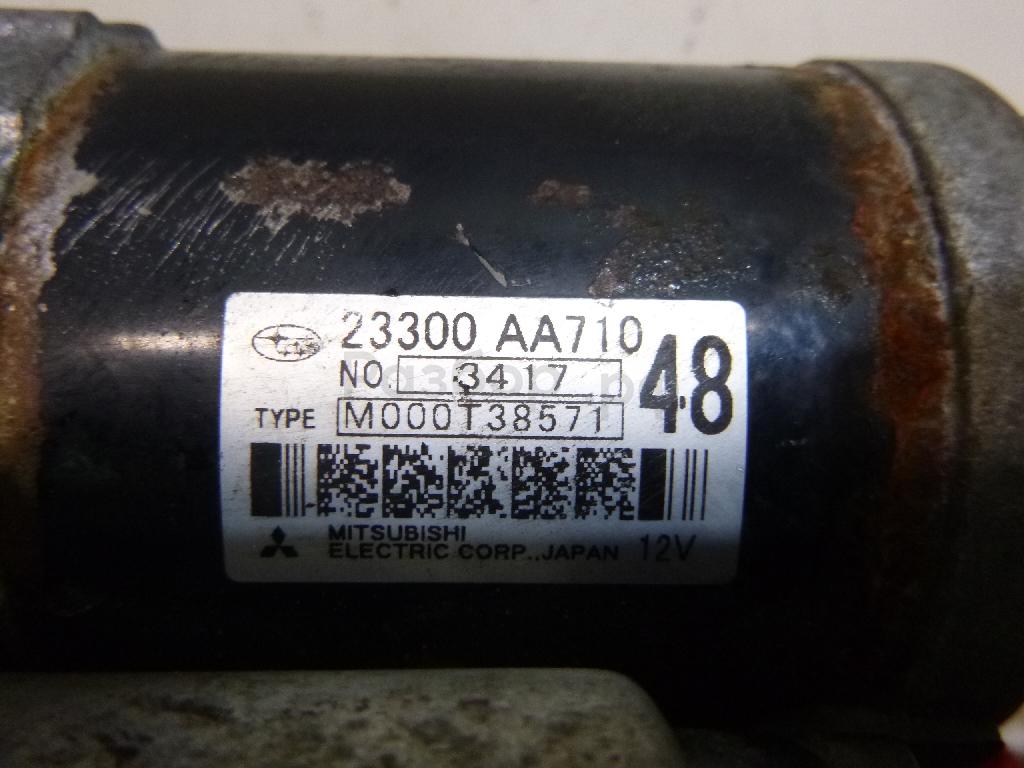 23300 AA710
NO 3417
48
TYPE M000T38571
MITSUBISHI
ELECTRIC CORP.,JAPAN 12V